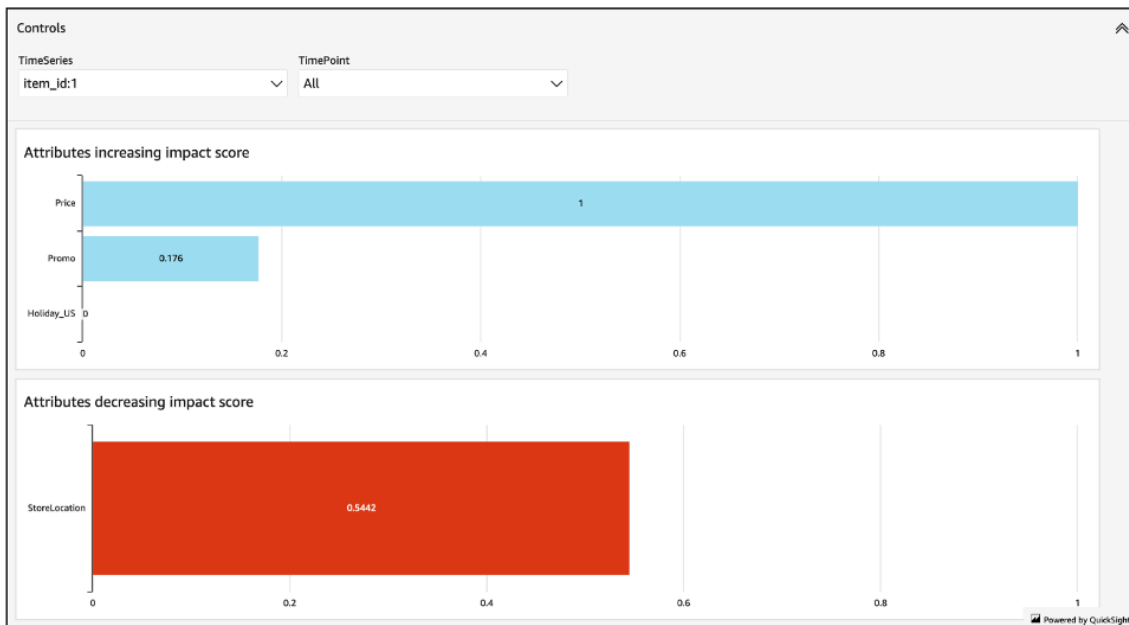 Controls
TimeSeries
TimePoint
item_id:1
All
Attributes increasing impact score
Price
1
Promo
0.176
Holiday_US
0
0
0.2
0.4
0.6
0.8
1
Attributes decreasing impact score
StoreLocation
0.5442
0
0.2
0.4
0.6
0.8
1
Powered by QuickSight